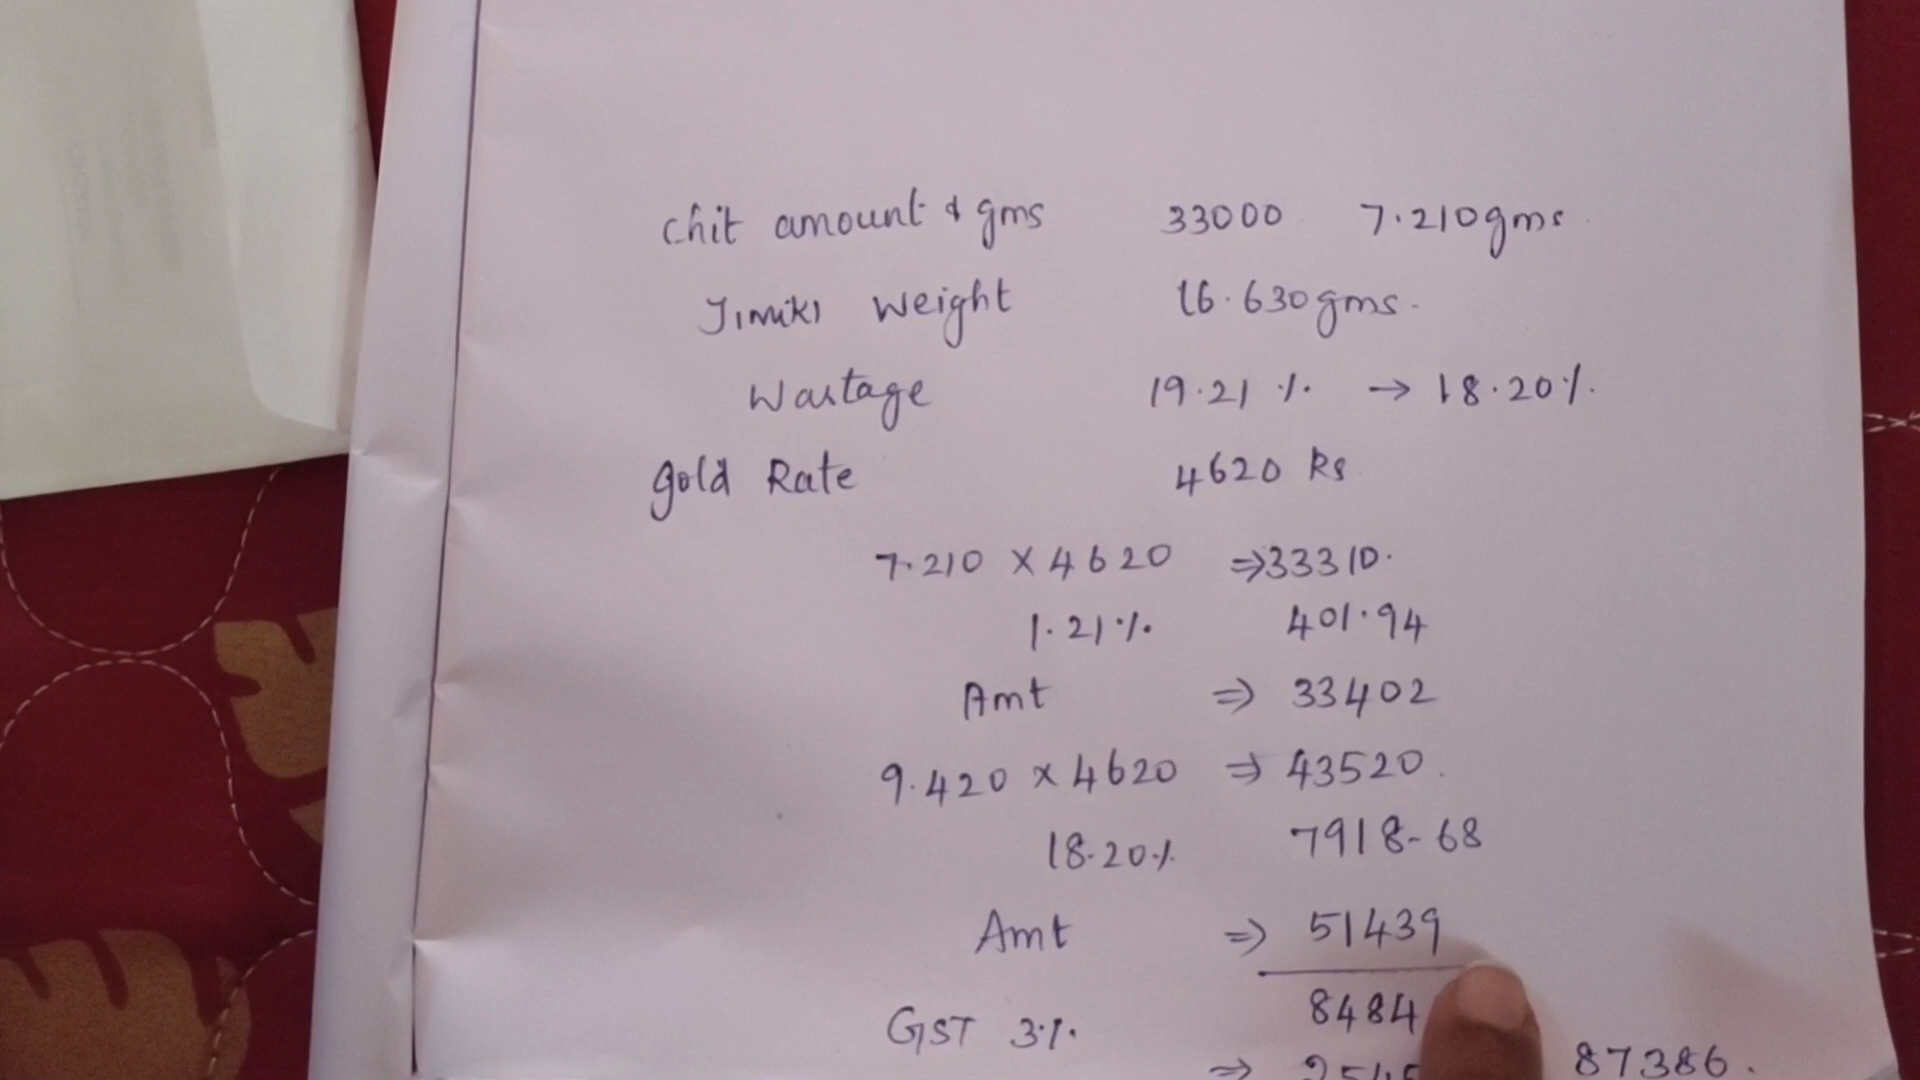 Chit amount & gms 33000 7.210gms
Jimiki Weight 16.630gms.
Wastage 19.21 % → 18.20%.
gold Rate 4620 Rs
7.210 x 4620 ⇒ 33310.
1.21% 401.94
Amt ⇒ 33402
9.420 x 4620 ⇒ 43520.
18.20% 7918-68
Amt ⇒ 51439
8484
GST 3%.
⇒ 87386.